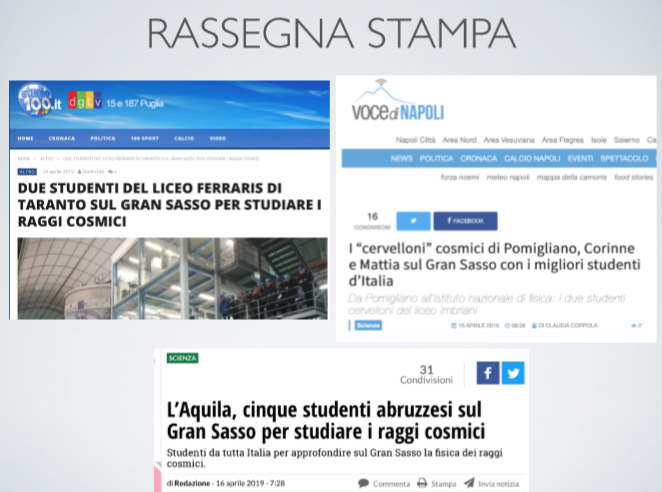 RASSEGNA STAMPA
100.it dgtv 15 e 187 Puglia
HOME CRONACA POLITICA 100 SPORT CALCIO VIDEO
HOME > ALTRO > DUE STUDENTI DEL LICEO FERRARIS DI TARANTO SUL GRAN SASSO PER STUDIARE I RAGGI COSMICI
ALTRO aprile 2019 Studio100
DUE STUDENTI DEL LICEO FERRARIS DI
TARANTO SUL GRAN SASSO PER STUDIARE I
RAGGI COSMICI
VOCE di NAPOLI
Napoli Città Area Nord Area Vesuviana Area Flegrea Isole Salerno Ca
NEWS POLITICA CRONACA CALCIO NAPOLI EVENTI SPETTACOLO
forza noemi meteo napoli mappa della camorra food stories
16
CONDIVISIONI
FACEBOOK
I “cervelloni” cosmici di Pomigliano, Corinne
e Mattia sul Gran Sasso con i migliori studenti
d’Italia
Da Pomigliano all'Istituto nazionale di fisica: i due studenti
cervelloni del liceo Imbriani
Scienza 16 APRILE 2019 DI CLAUDIA COPPOLA
SCIENZA
31
Condivisioni
L’Aquila, cinque studenti abruzzesi sul
Gran Sasso per studiare i raggi cosmici
Studenti da tutta Italia per approfondire sul Gran Sasso la fisica dei raggi
cosmici.
di Redazione - 16 aprile 2019 - 7:28 Commenta Stampa Invia notizia